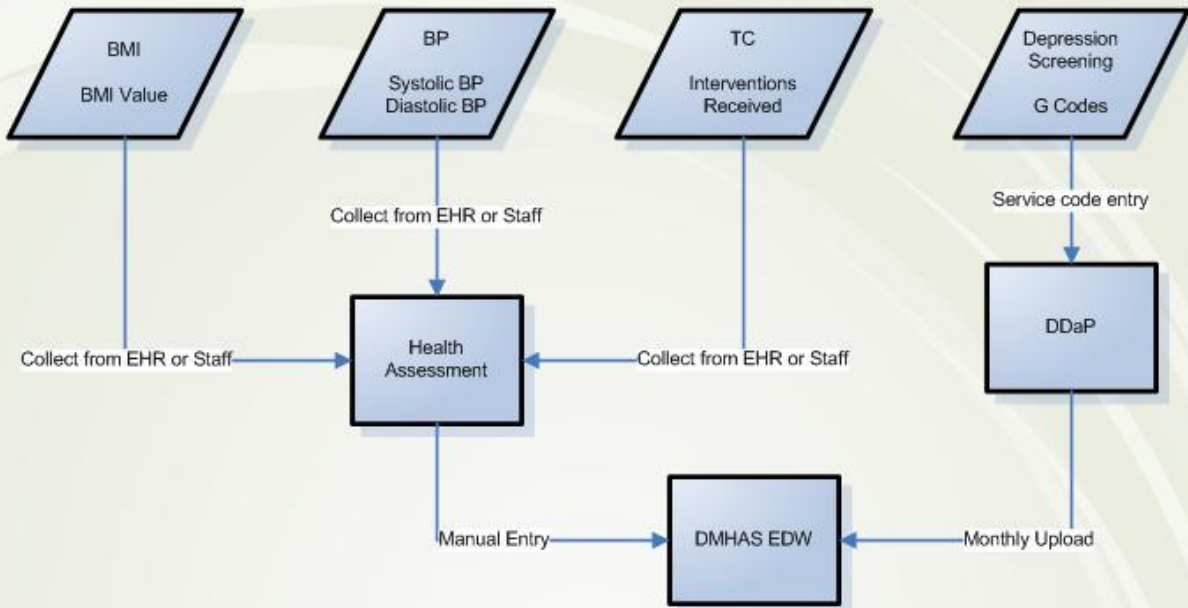 BMI
BMI Value
BP
Systolic BP
Diastolic BP
TC
Interventions
Received
Depression
Screening
G Codes
Collect from EHR or Staff
Service code entry
Collect from EHR or Staff
Health
Assessment
Collect from EHR or Staff
DDaP
Manual Entry
DMHAS EDW
Monthly Upload